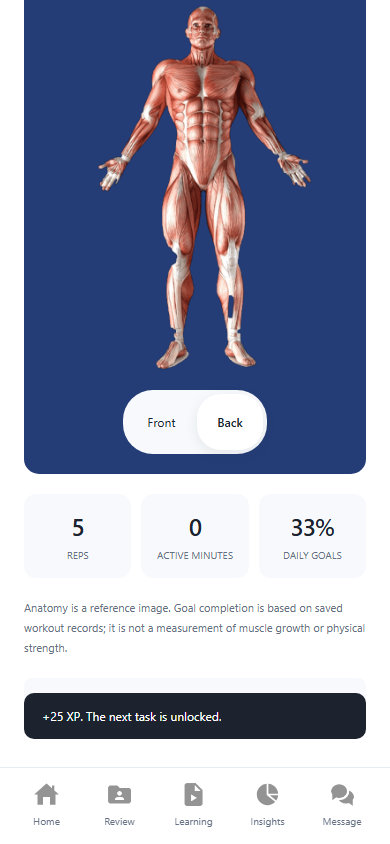 Front
Back
5
REPS
0
ACTIVE MINUTES
33%
DAILY GOALS
Anatomy is a reference image. Goal completion is based on saved
workout records; it is not a measurement of muscle growth or physical
strength.
+25 XP. The next task is unlocked.
Home
Review
Learning
Insights
Message